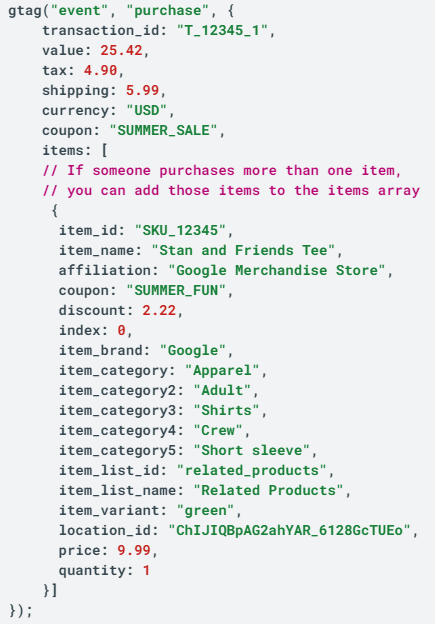 gtag("event", "purchase", {
transaction_id: "T_12345_1",
value: 25.42,
tax: 4.90,
shipping: 5.99,
currency: "USD",
coupon: "SUMMER_SALE",
items: [
// If someone purchases more than one item,
// you can add those items to the items array
{
item_id: "SKU_12345",
item_name: "Stan and Friends Tee",
affiliation: "Google Merchandise Store",
coupon: "SUMMER_FUN",
discount: 2.22,
index: 0,
item_brand: "Google",
item_category: "Apparel",
item_category2: "Adult",
item_category3: "Shirts",
item_category4: "Crew",
item_category5: "Short sleeve",
item_list_id: "related_products",
item_list_name: "Related Products",
item_variant: "green",
location_id: "ChIJIQBpAG2ahYAR_6128GcTUEo",
price: 9.99,
quantity: 1
}]
});